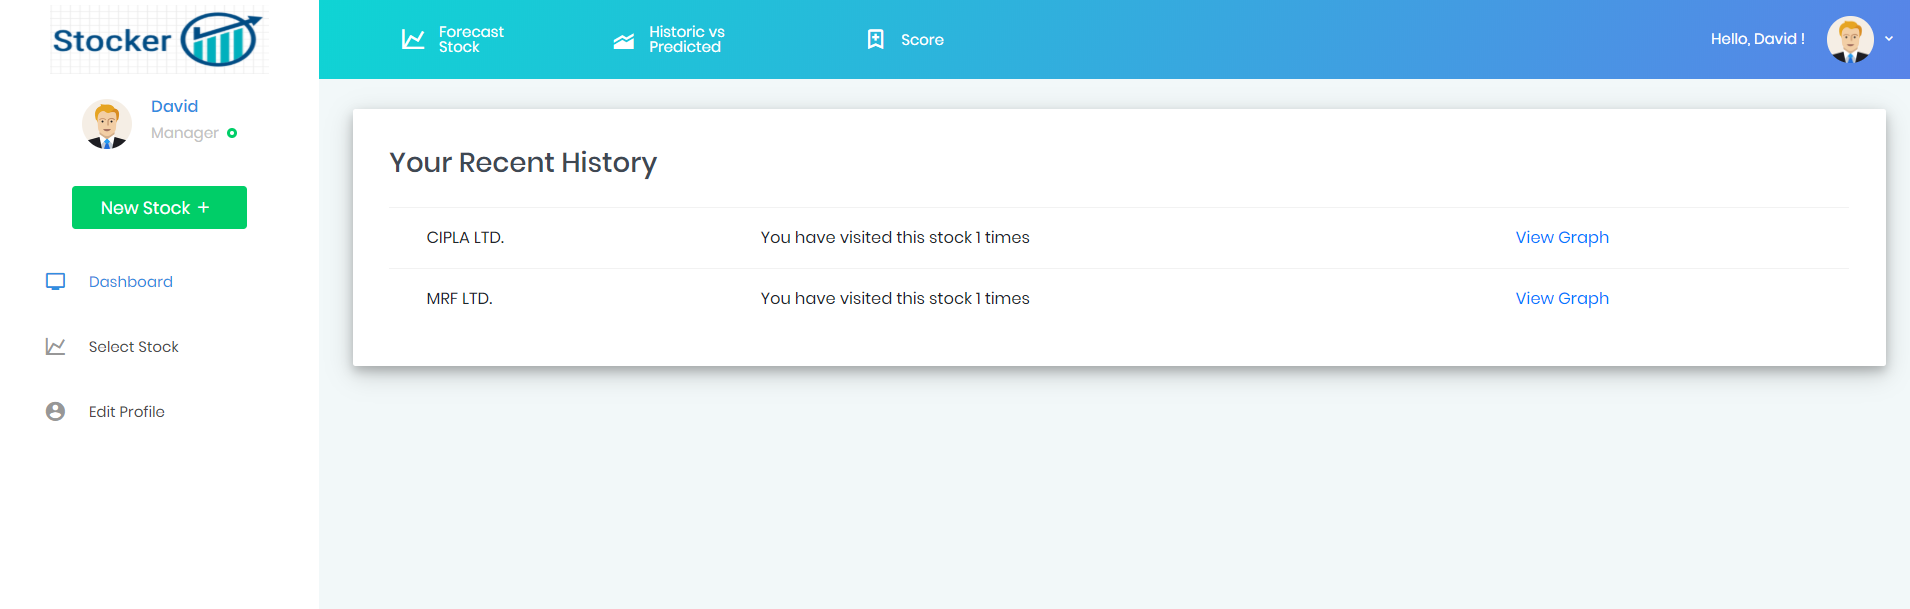 Stocker
David
Manager
New Stock +
Dashboard
Select Stock
Edit Profile
Forecast
Stock
Historic vs
Predicted
Score
Hello, David !
Your Recent History
CIPLA LTD. You have visited this stock 1 times View Graph
MRF LTD. You have visited this stock 1 times View Graph